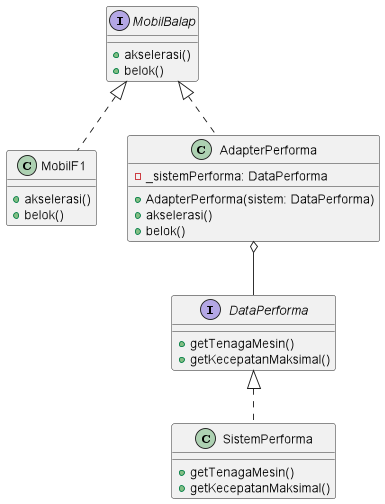 I MobilBalap
akselerasi()
belok()
C MobilF1
akselerasi()
belok()
C AdapterPerforma
_sistemPerforma: DataPerforma
AdapterPerforma(sistem: DataPerforma)
akselerasi()
belok()
I DataPerforma
getTenagaMesin()
getKecepatanMaksimal()
C SistemPerforma
getTenagaMesin()
getKecepatanMaksimal()